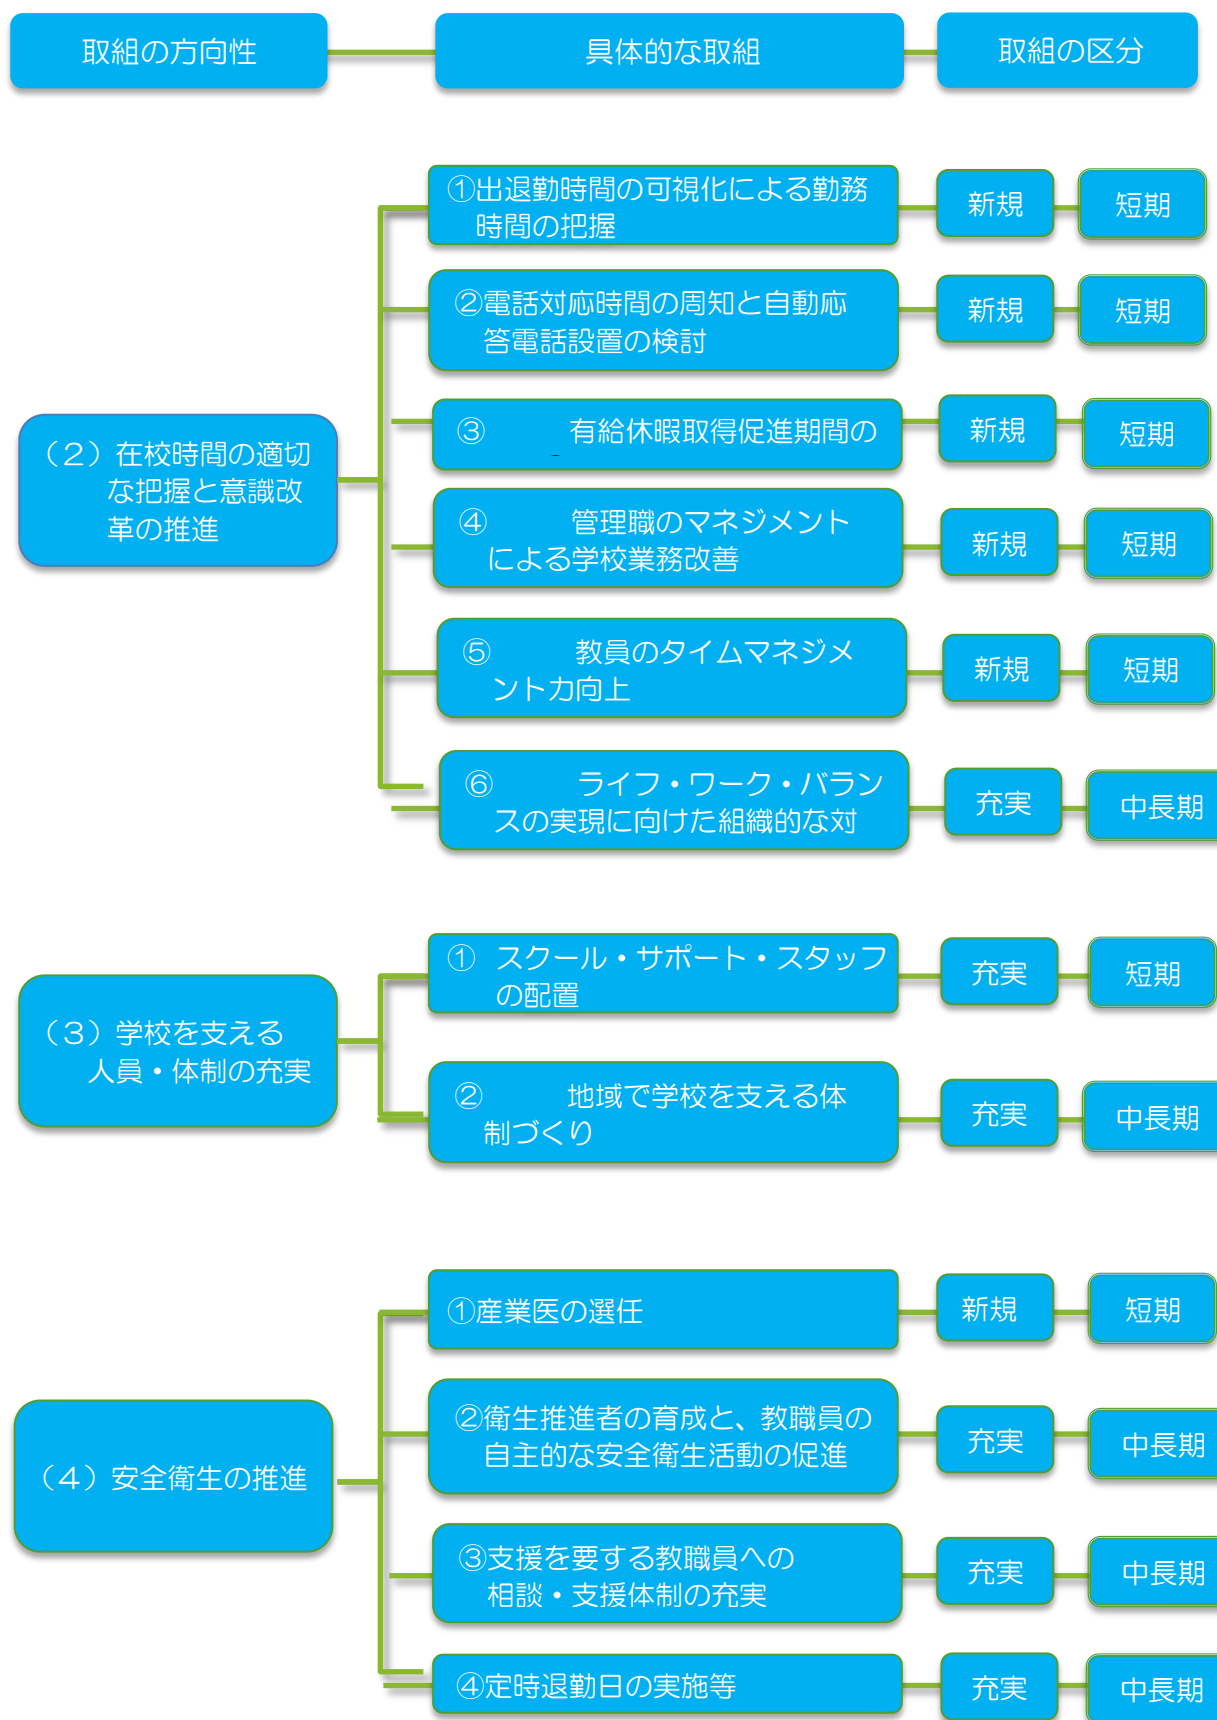 取組の方向性
具体的な取組
取組の区分
（２）在校時間の適切
な把握と意識改
革の推進
①出退勤時間の可視化による勤務
時間の把握
新規
短期
②電話対応時間の周知と自動応
答電話設置の検討
新規
短期
③ 有給休暇取得促進期間の
新規
短期
④ 管理職のマネジメント
による学校業務改善
新規
短期
⑤ 教員のタイムマネジメ
ント力向上
新規
短期
⑥ ライフ・ワーク・バラン
スの実現に向けた組織的な対
充実
中長期
（３）学校を支える
人員・体制の充実
① スクール・サポート・スタッフ
の配置
充実
短期
② 地域で学校を支える体
制づくり
充実
中長期
（４）安全衛生の推進
①産業医の選任
新規
短期
②衛生推進者の育成と、教職員の
自主的な安全衛生活動の促進
充実
中長期
③支援を要する教職員への
相談・支援体制の充実
充実
中長期
④定時退勤日の実施等
充実
中長期